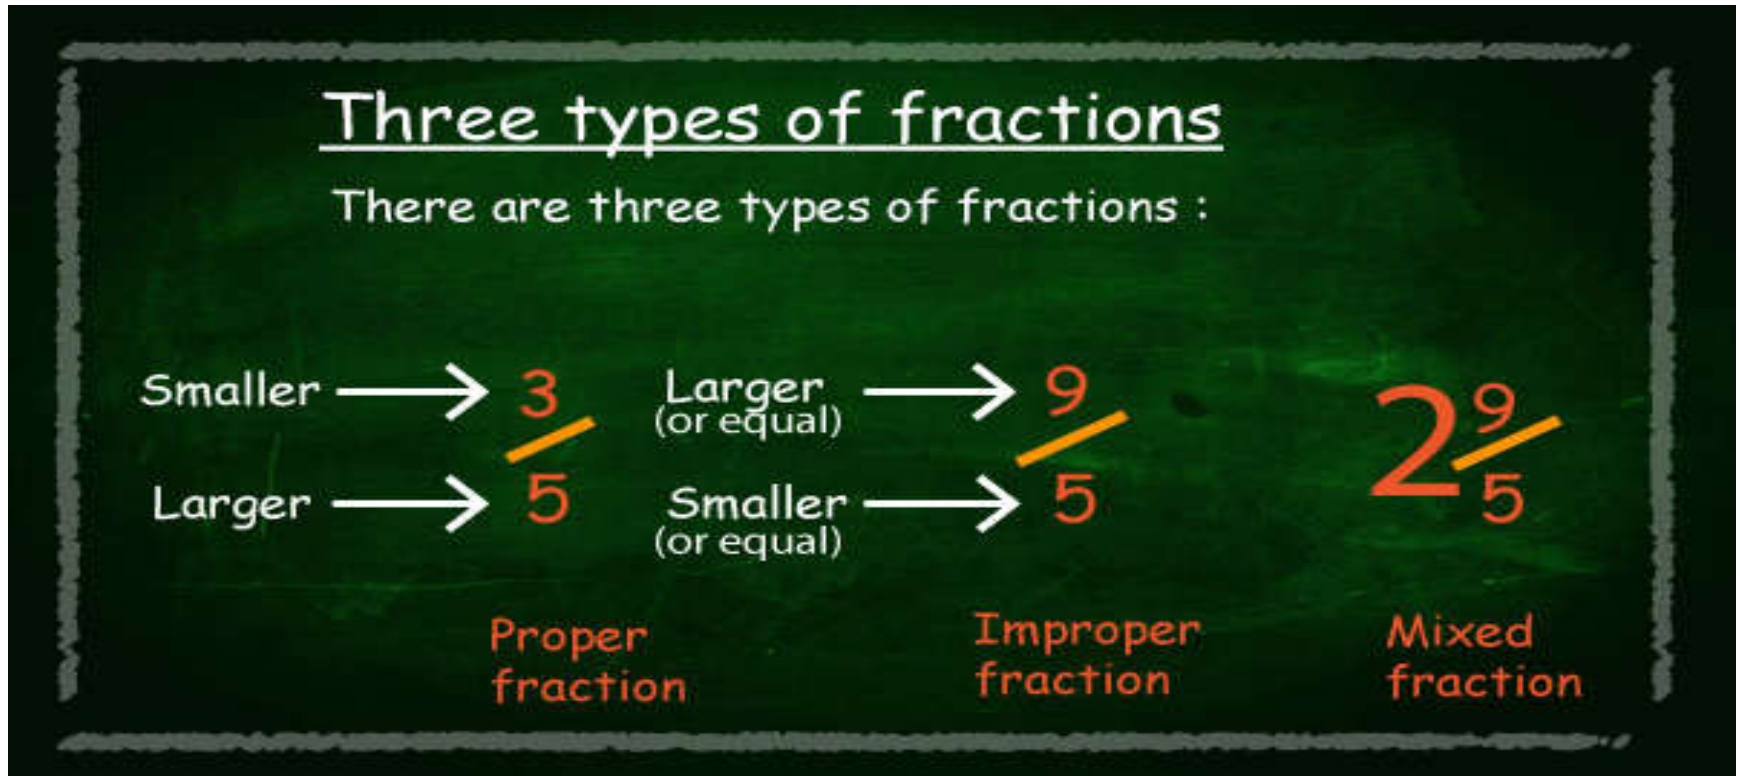 Three types of fractions
There are three types of fractions :
Smaller 3
Larger 5
Larger 9
(or equal)
Smaller 5
(or equal)
2 9/5
Proper
fraction
Improper
fraction
Mixed
fraction